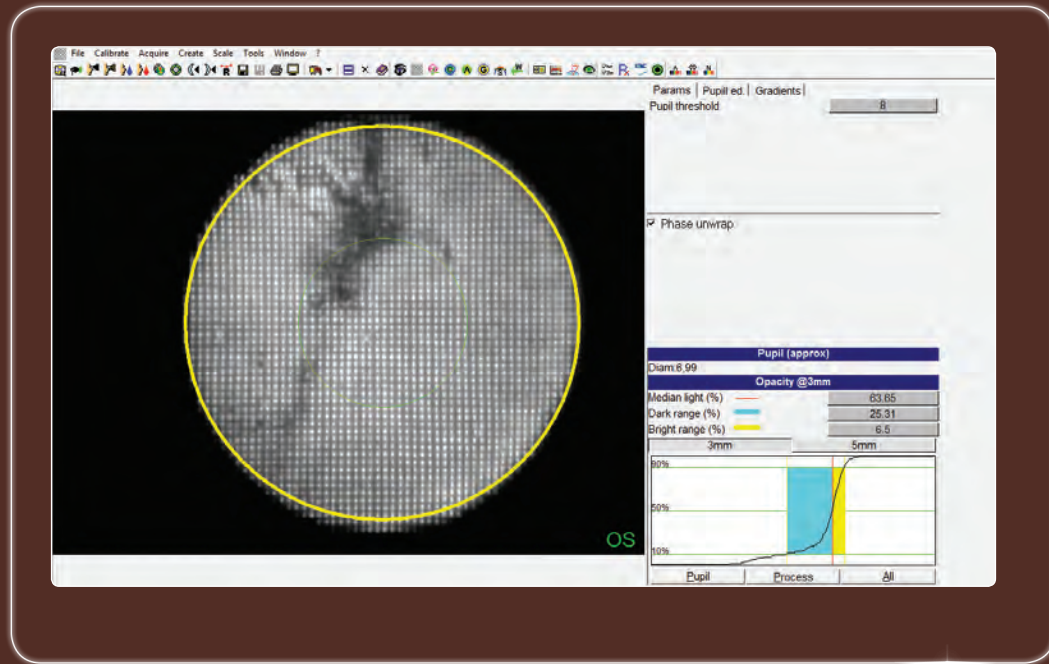 File Calibrate Acquire Create Scale Tools Window ?
Params Pupill ed. Gradients
Pupil threshold 8
Phase unwrap
Pupil (approx)
Diam:6,99
Opacity @3mm
Median light (%) 63.65
Dark range (%) 25.31
Bright range (%) 6.5
3mm 5mm
90%
50%
10%
OS
Pupil Process All